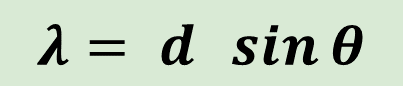 λ = d sin θ